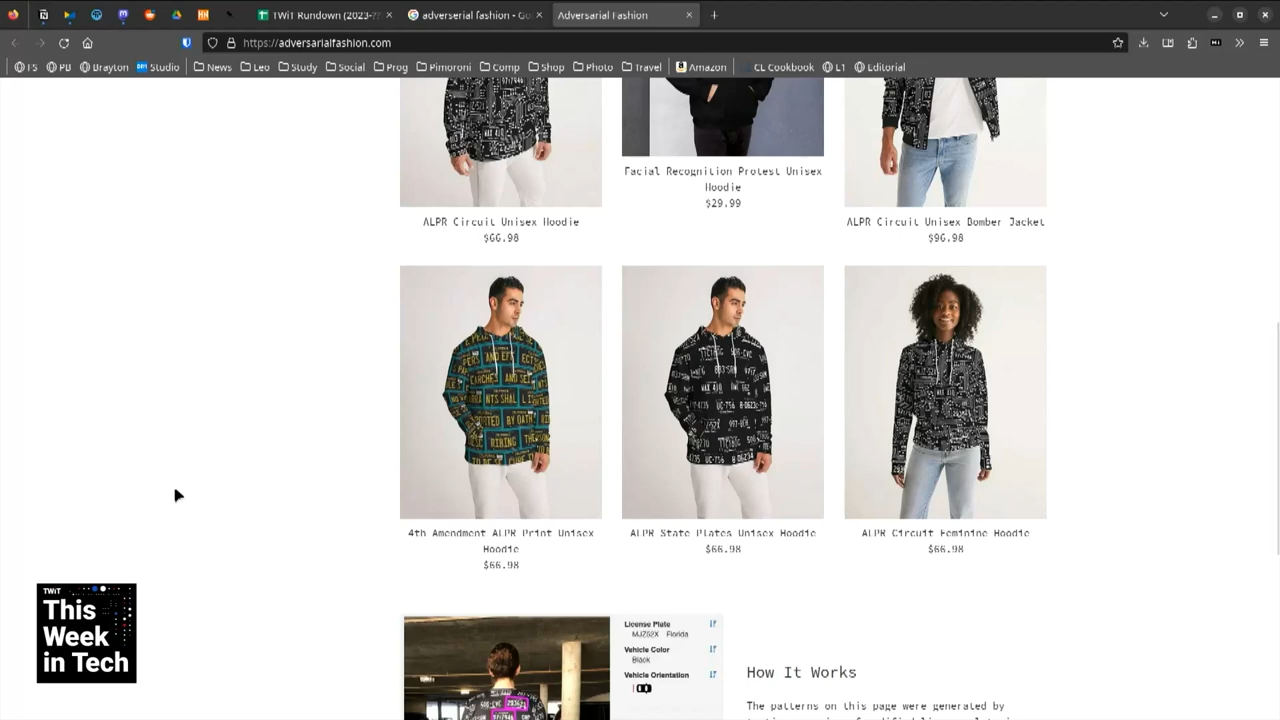 TWiT Rundown (2023-
adverserial fashion - Go
Adversarial Fashion
https://adversarialfashion.com
FS
PB
Brayton
Studio
News
Leo
Study
Social
Prog
Pimoroni
Comp
Shop
Photo
Travel
Amazon
CL Cookbook
L1
Editorial
ALPR Circuit Unisex Hoodie
$66.98
Facial Recognition Protest Unisex
Hoodie
$29.99
ALPR Circuit Unisex Bomber Jacket
$96.98
4th Amendment ALPR Print Unisex
Hoodie
$66.98
ALPR State Plates Unisex Hoodie
$66.98
ALPR Circuit Feminine Hoodie
$66.98
TWiT
This
Week
in Tech
License Plate
MJZ52X Florida
Vehicle Color
Black
Vehicle Orientation
How It Works
The patterns on this page were generated by